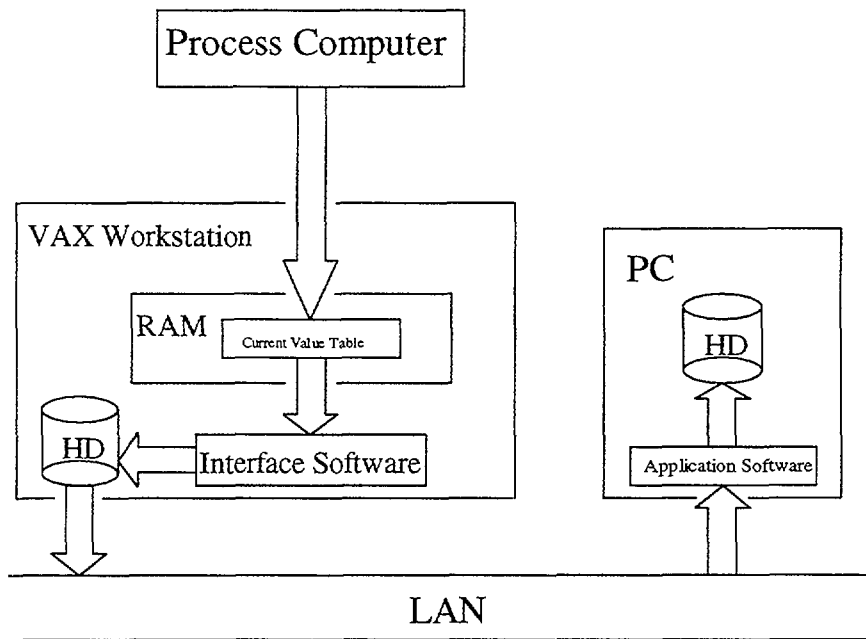 Process Computer
VAX Workstation
RAM
Current Value Table
HD
Interface Software
PC
HD
Application Software
LAN